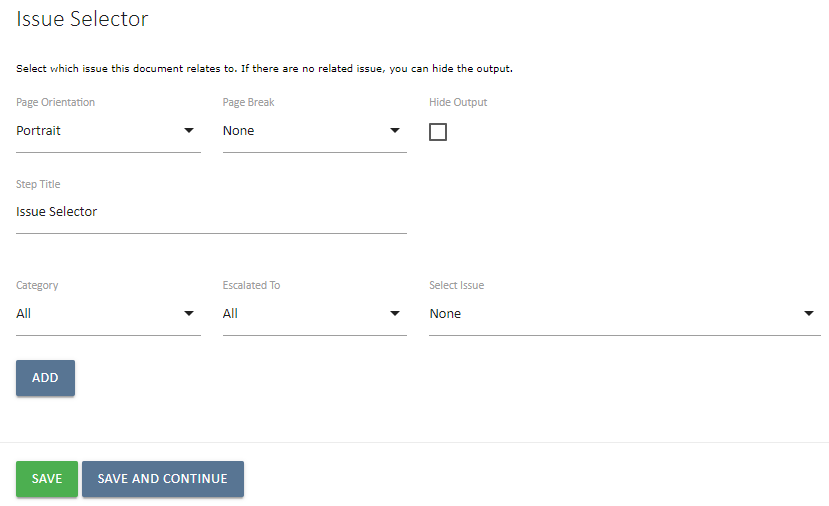 Issue Selector
Select which issue this document relates to. If there are no related issue, you can hide the output.
Page Orientation Page Break Hide Output
Portrait None
Step Title
Issue Selector
Category Escalated To Select Issue
All All None
ADD
SAVE SAVE AND CONTINUE